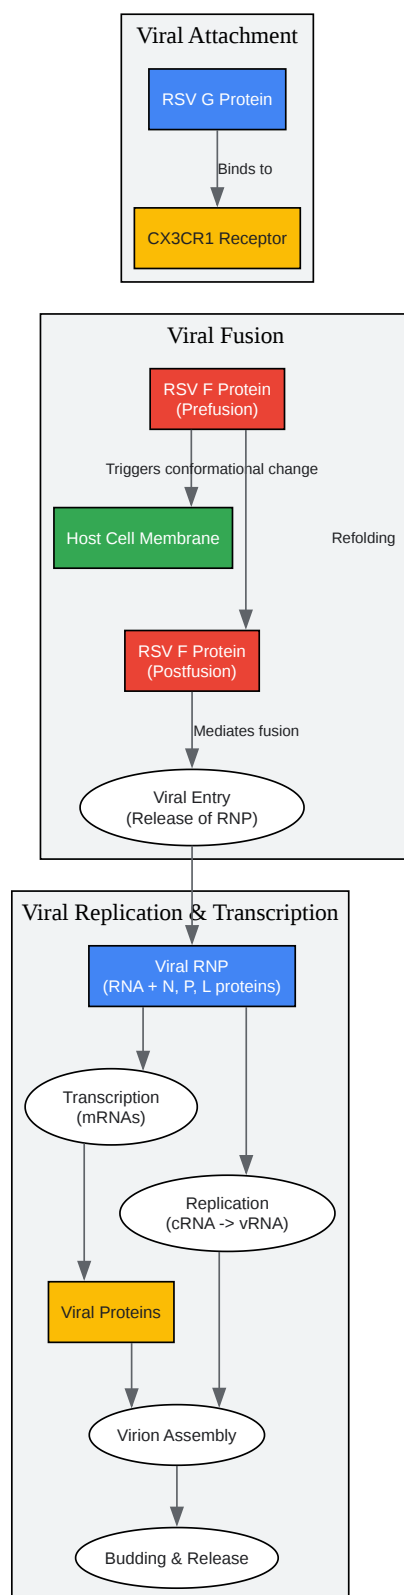 Viral Attachment
RSV G Protein
Binds to
CX3CR1 Receptor
Viral Fusion
RSV F Protein
(Prefusion)
Triggers conformational change
Host Cell Membrane
Refolding
RSV F Protein
(Postfusion)
Mediates fusion
Viral Entry
(Release of RNP)
Viral Replication & Transcription
Viral RNP
(RNA + N, P, L proteins)
Transcription
(mRNAs)
Replication
(cRNA -> vRNA)
Viral Proteins
Virion Assembly
Budding & Release